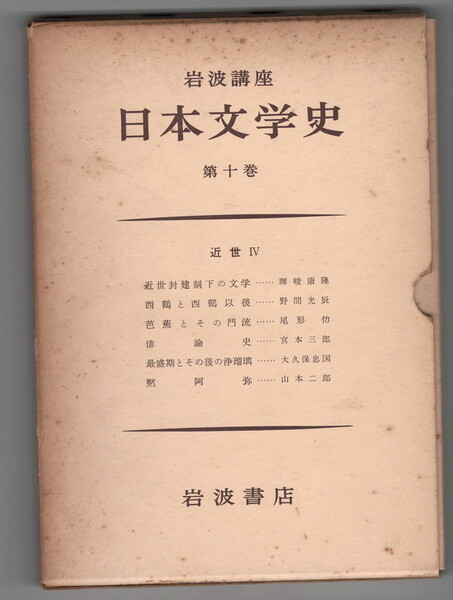 岩波講座
日本文学史
第十巻
近世 Ⅳ
近世封建制下の文学……暉峻康隆
西鶴と西鶴以後……野間光辰
芭蕉とその門流……尾形仂
俳論史……宮本三郎
最盛期とその後の浄瑠璃……大久保忠国
黙阿弥……山本二郎
岩波書店